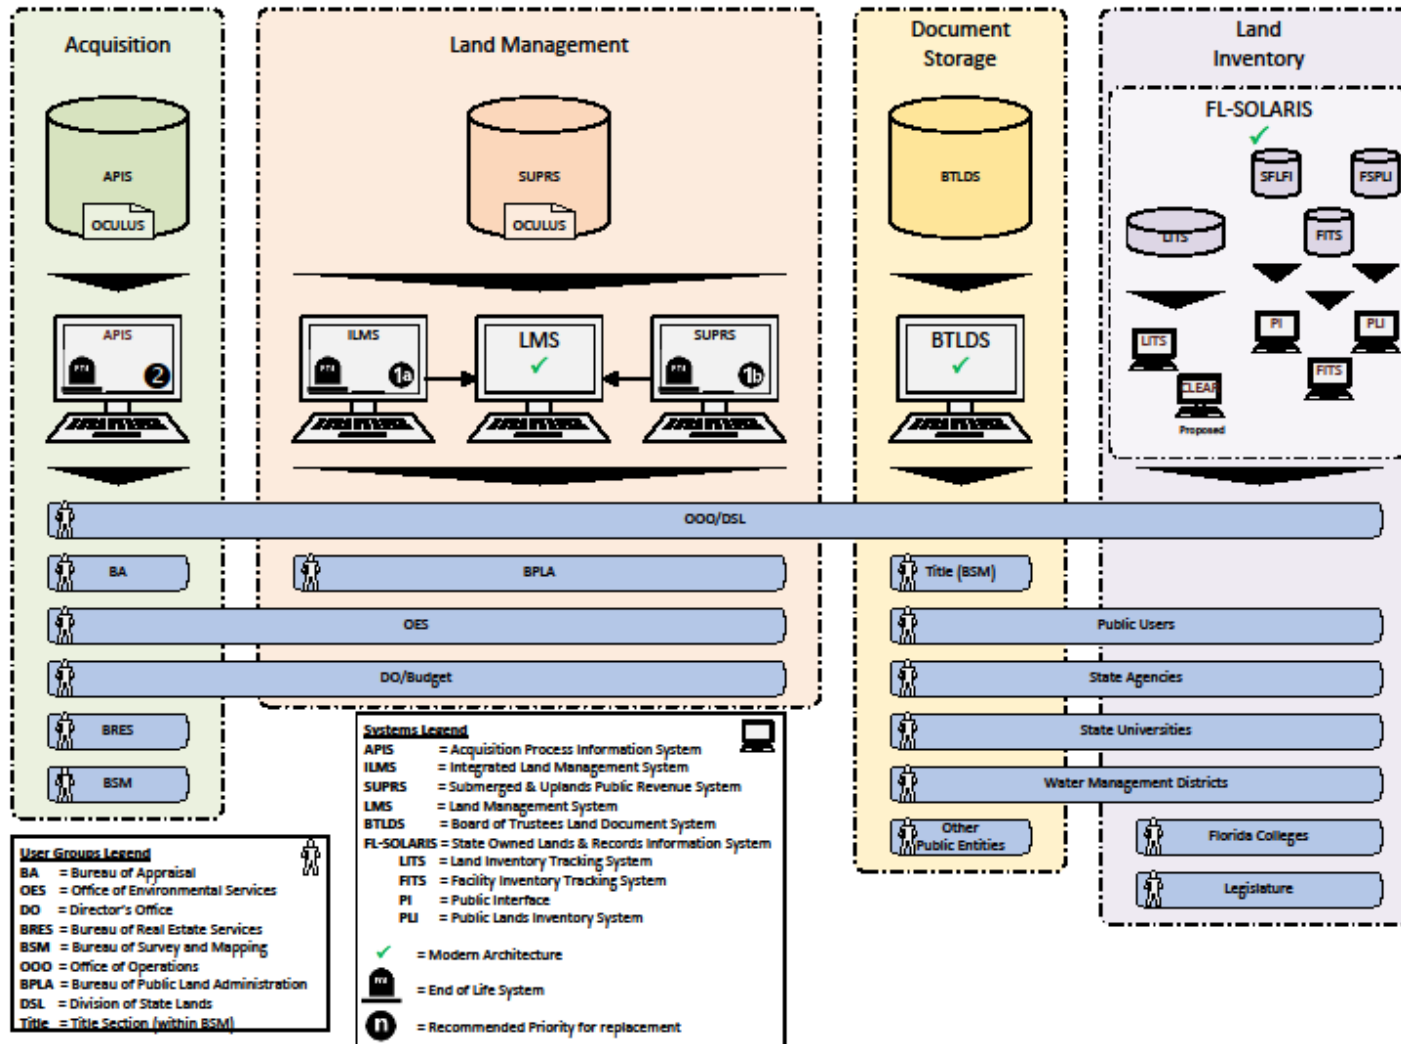 Acquisition
Land Management
Document
Storage
Land
Inventory
FL-SOLARIS
APIS
OCULUS
SUPRS
OCULUS
BTLDS
SFLFI
FSPLI
LITS
FITS
APIS
2
ILMS
1a
LMS
SUPRS
1b
BTLDS
LITS
CLEAR
Proposed
PI
PLI
FITS
OOO/DSL
BA
BPLA
Title (BSM)
OES
Public Users
DO/Budget
State Agencies
BRES
State Universities
BSM
Water Management Districts
Other
Public Entities
Florida Colleges
Legislature
User Groups Legend
BA = Bureau of Appraisal
OES = Office of Environmental Services
DO = Director's Office
BRES = Bureau of Real Estate Services
BSM = Bureau of Survey and Mapping
OOO = Office of Operations
BPLA = Bureau of Public Land Administration
DSL = Division of State Lands
Title = Title Section (within BSM)
Systems Legend
APIS = Acquisition Process Information System
ILMS = Integrated Land Management System
SUPRS = Submerged & Uplands Public Revenue System
LMS = Land Management System
BTLDS = Board of Trustees Land Document System
FL-SOLARIS = State Owned Lands & Records Information System
LITS = Land Inventory Tracking System
FITS = Facility Inventory Tracking System
PI = Public Interface
PLI = Public Lands Inventory System
= Modern Architecture
= End of Life System
n = Recommended Priority for replacement